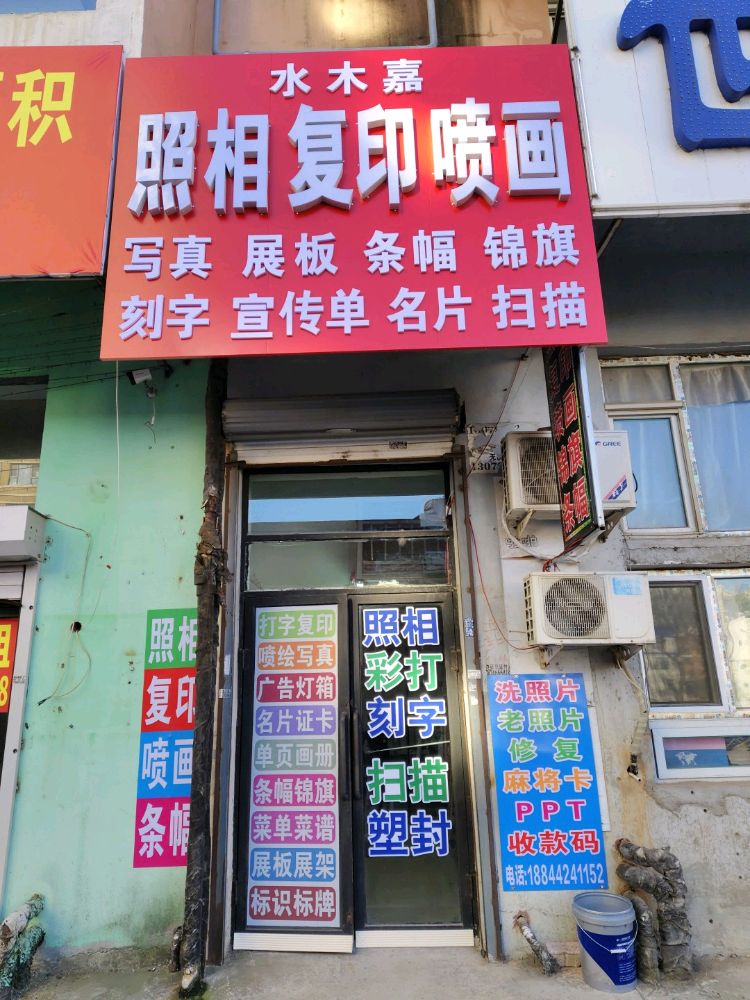 积
水木嘉
照相 复印 喷画
写真 展板 条幅 锦旗
刻字 宣传单 名片 扫描
GREE
照相
复印
喷画
条幅
打字复印
喷绘写真
广告灯箱
名片证卡
单页画册
条幅锦旗
菜单菜谱
展板展架
标识标牌
照相
彩打
刻字
扫描
塑封
洗照片
老照片
修复
麻将卡
PPT
收款码
电话:18844241152